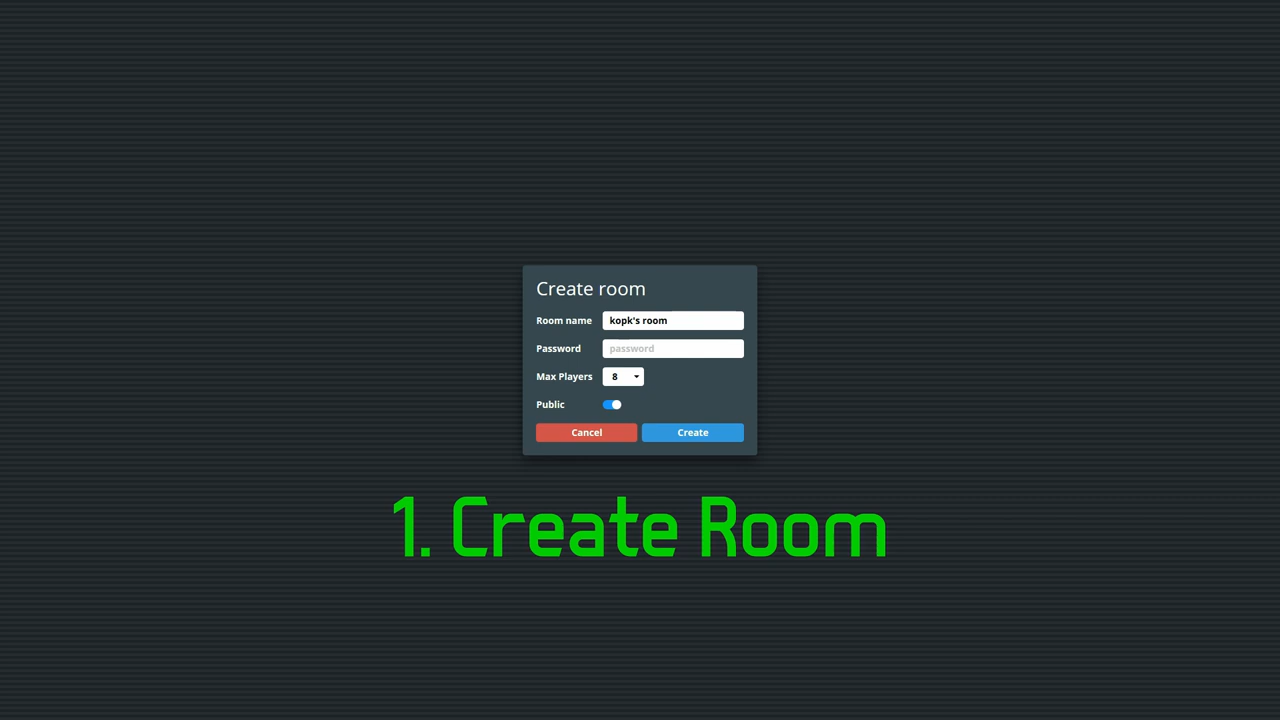 Create room
Room name kopk's room
Password password
Max Players 8
Public
Cancel Create
1. Create Room